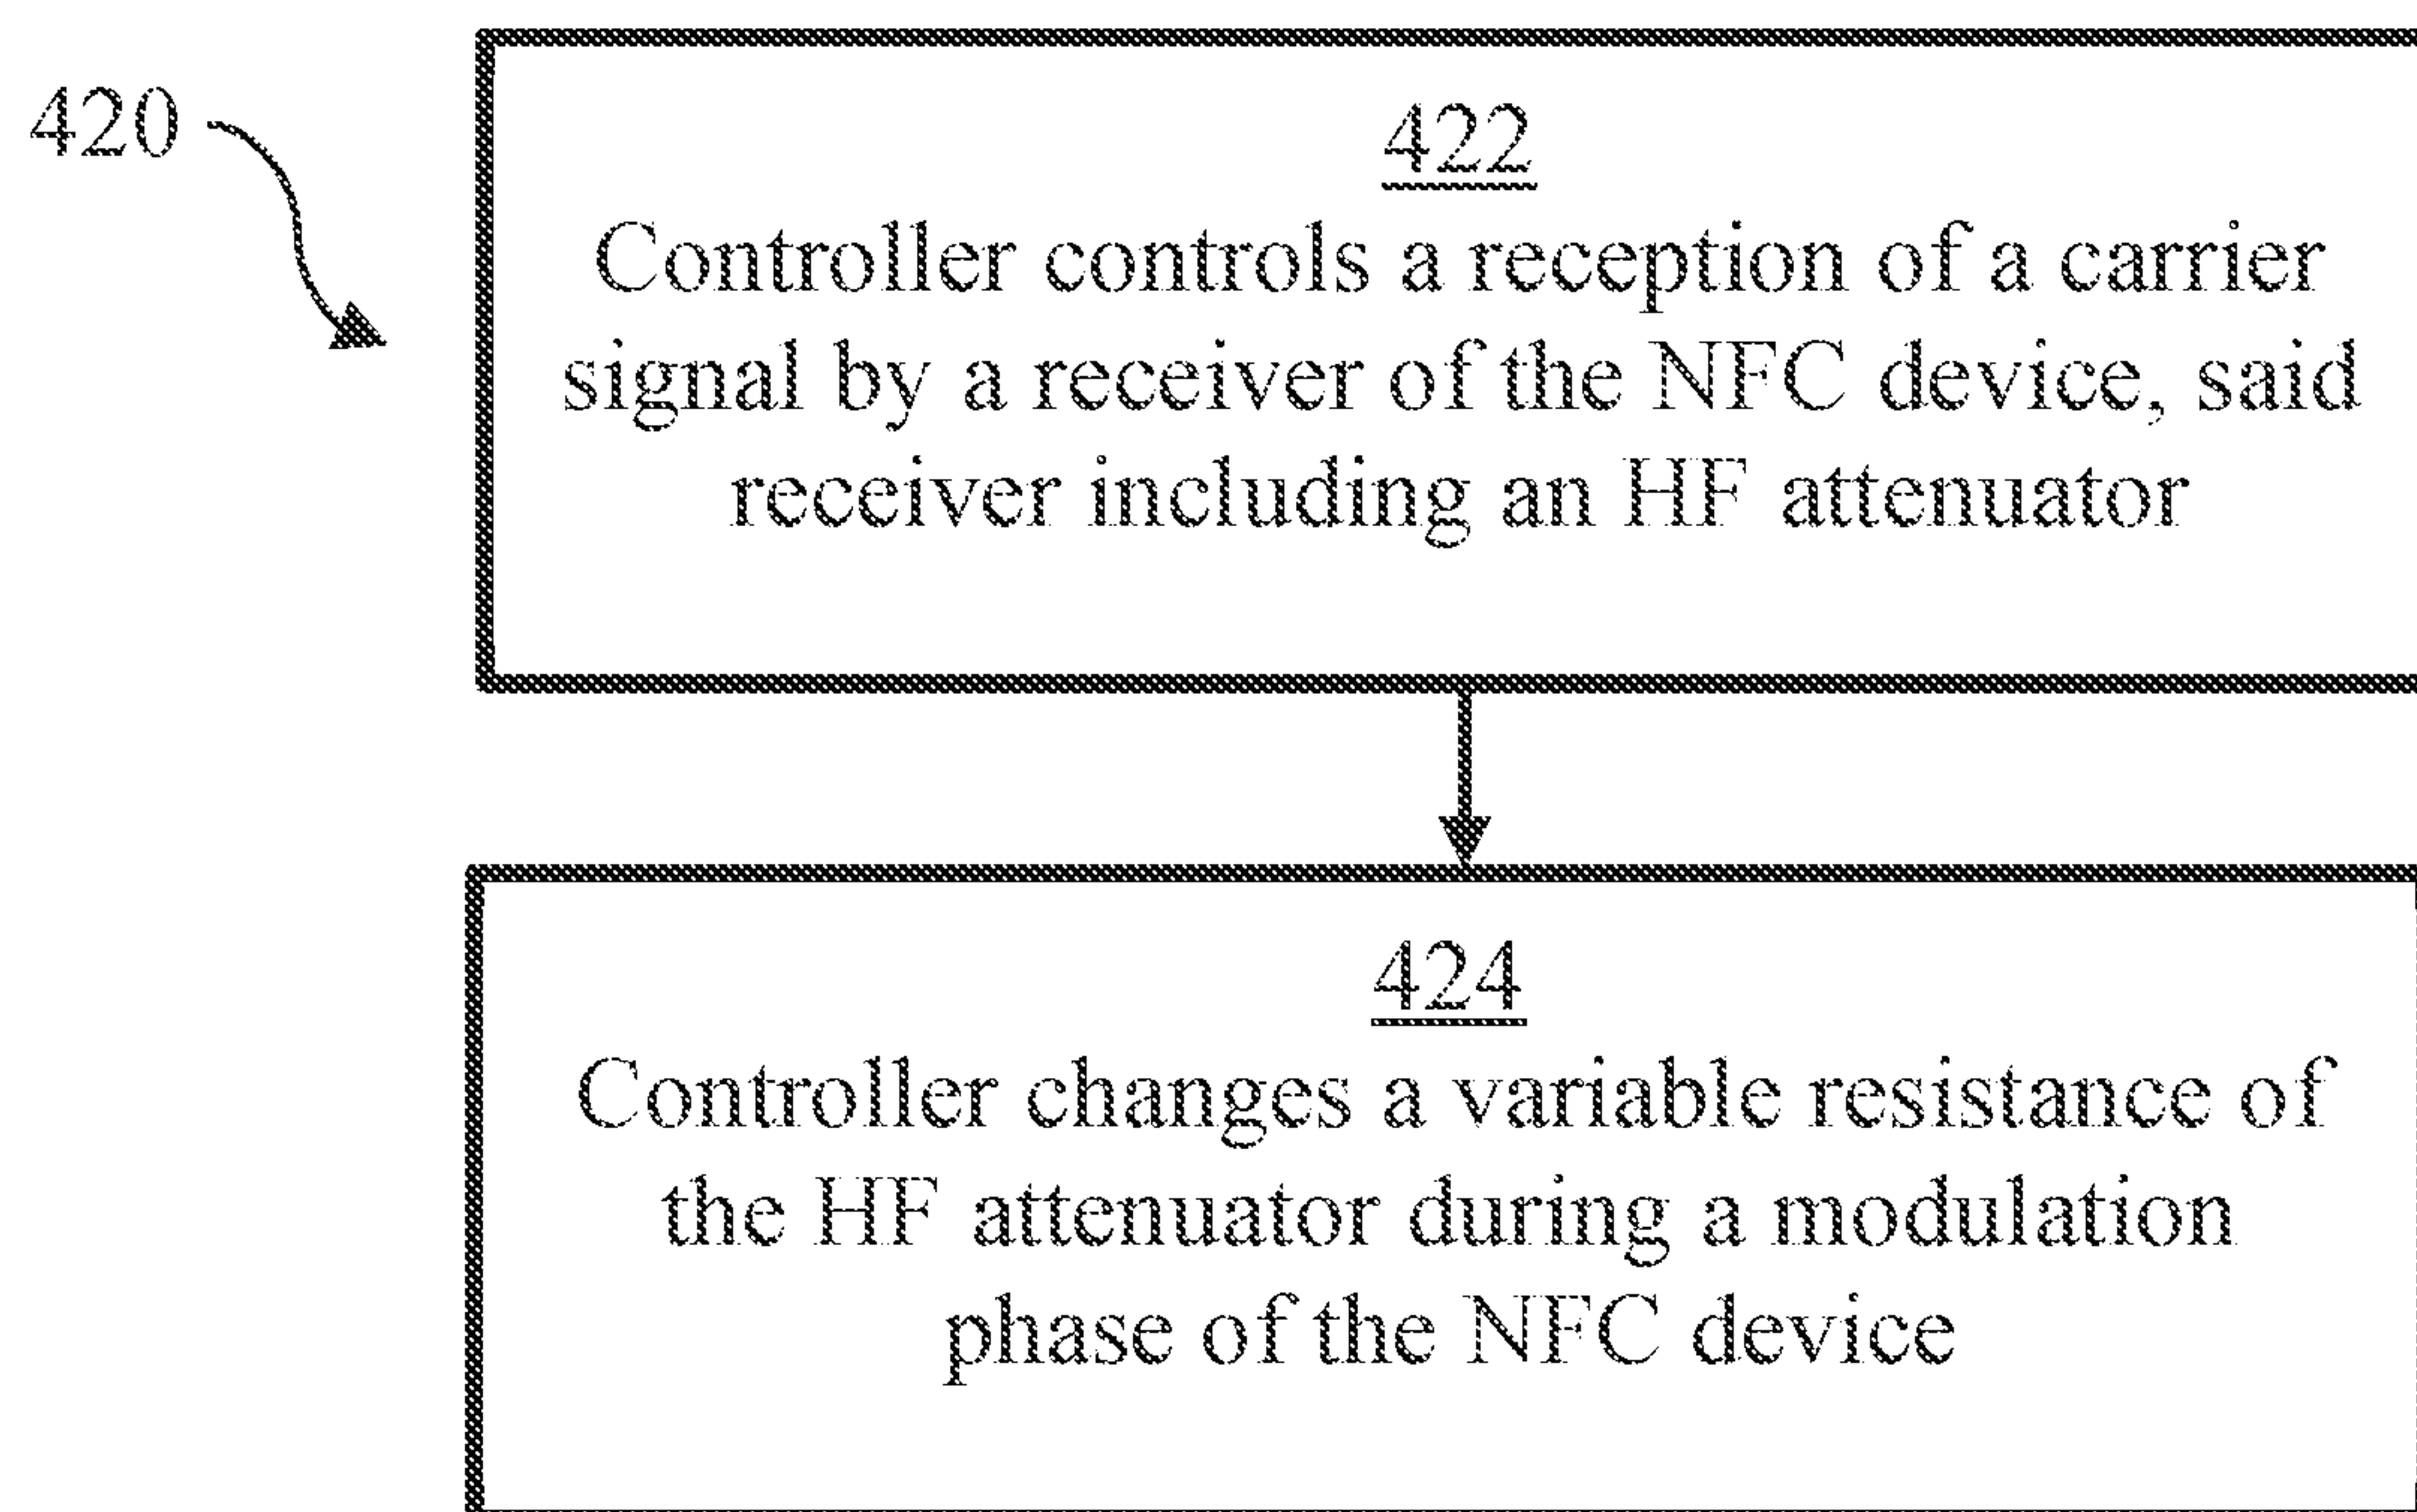 420
422
Controller controls a reception of a carrier
signal by a receiver of the NFC device, said
receiver including an HF attenuator
424
Controller changes a variable resistance of
the HF attenuator during a modulation
phase of the NFC device